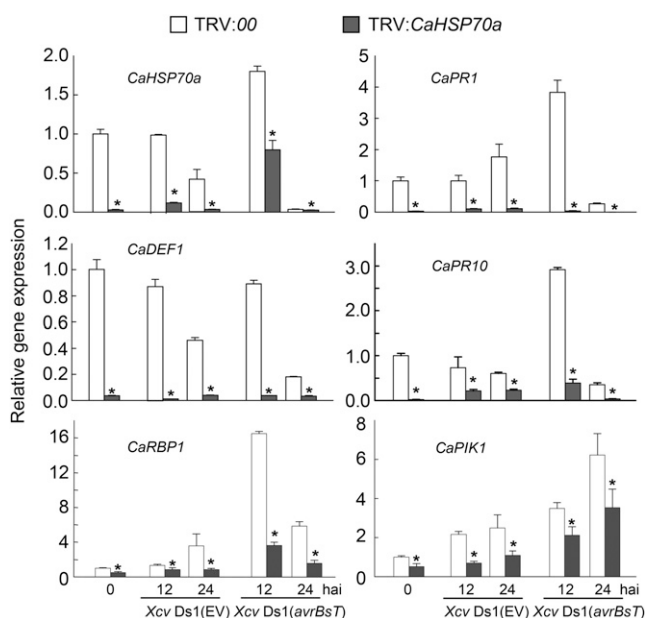 TRV:00 TRV:CaHSP70a
Relative gene expression
CaHSP70a
2.0
1.5
1.0
0.5
0.0
* * * * *
CaPR1
5
4
3
2
1
0
* * * * *
CaDEF1
1.2
1.0
0.8
0.6
0.4
0.2
0.0
* * * * *
CaPR10
3.0
2.0
1.0
0.0
* * * * *
CaRBP1
16
12
8
4
0
* * * * *
CaPIK1
8
6
4
2
0
* * * * *
0 12 24 12 24 hai
Xcv Ds1(EV) Xcv Ds1(avrBsT)
0 12 24 12 24 hai
Xcv Ds1(EV) Xcv Ds1(avrBsT)